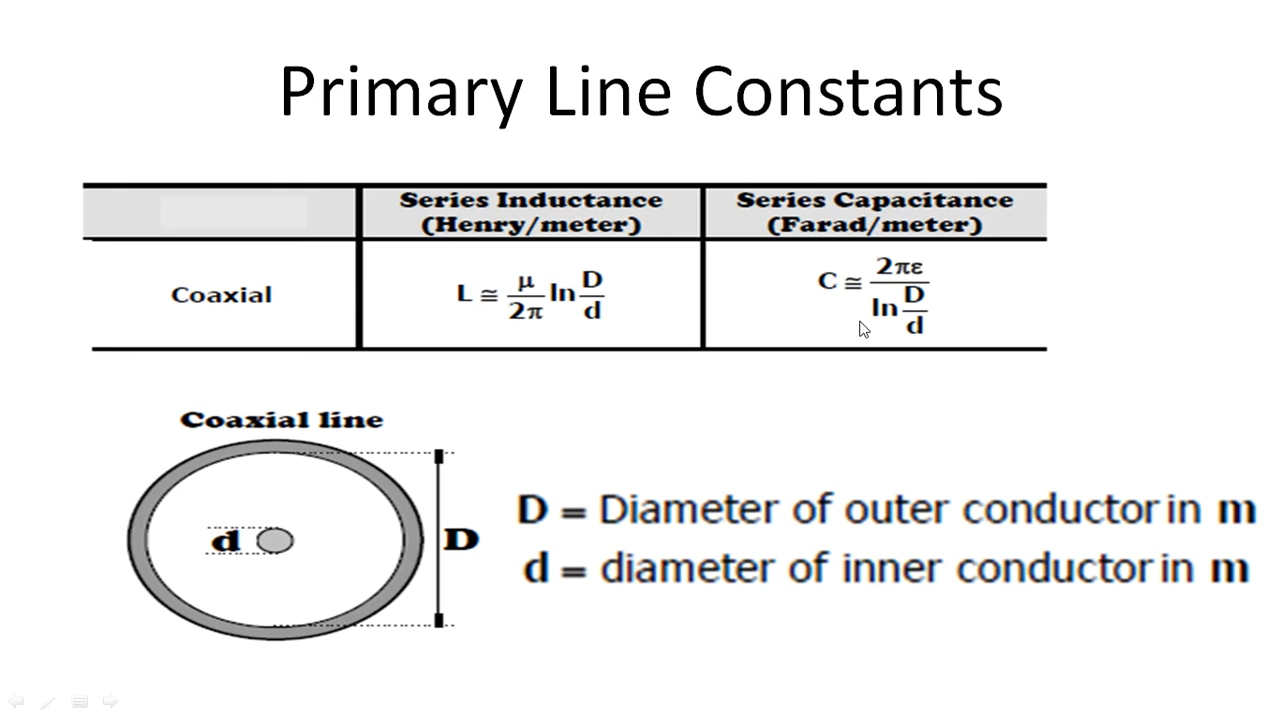 Primary Line Constants
Series Inductance
(Henry/meter)
Series Capacitance
(Farad/meter)
Coaxial
L ≅ μ/2π ln D/d
C ≅ 2πε / ln D/d
Coaxial line
d
D
D = Diameter of outer conductor in m
d = diameter of inner conductor in m